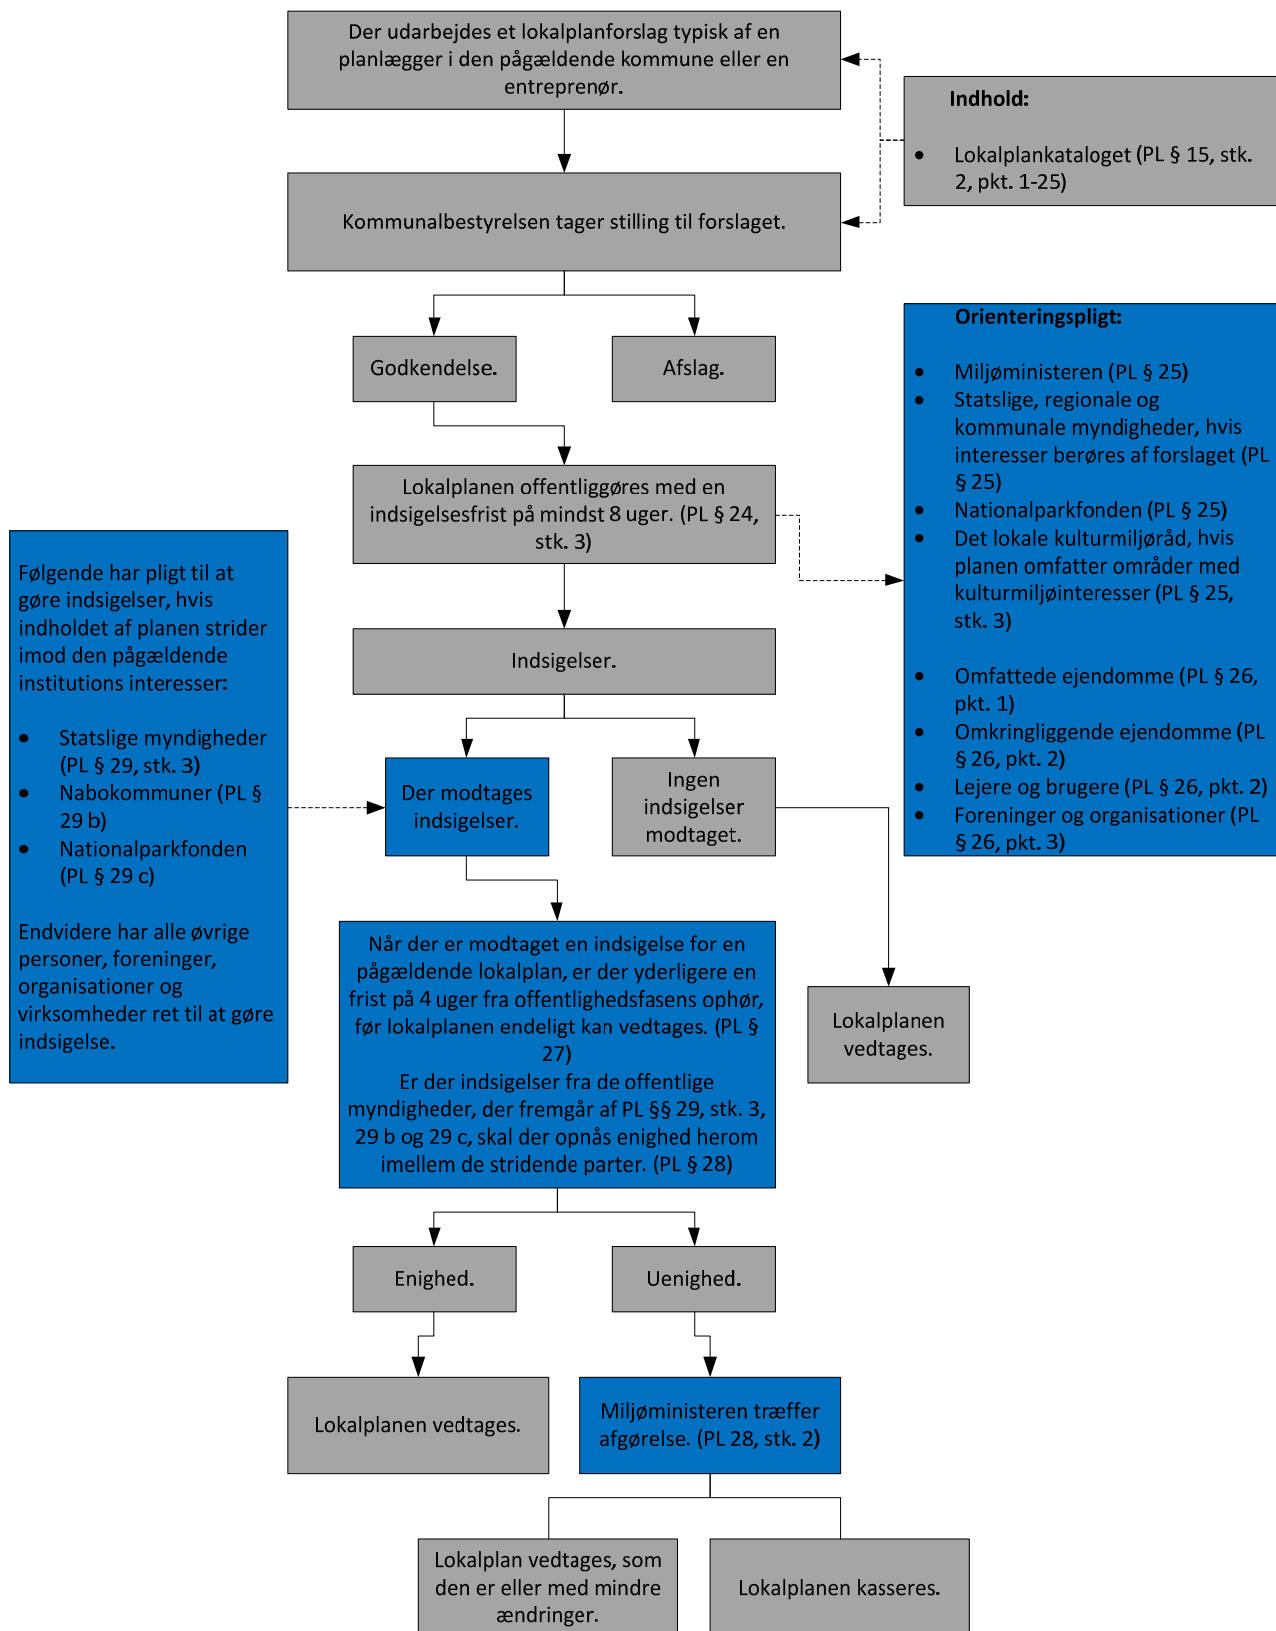 Der udarbejdes et lokalplanforslag typisk af en
planlægger i den pågældende kommune eller en
entreprenør.
Indhold:
• Lokalplankataloget (PL § 15, stk.
2, pkt. 1-25)
Kommunalbestyrelsen tager stilling til forslaget.
Godkendelse.
Afslag.
Orienteringspligt:
• Miljøministeren (PL § 25)
• Statslige, regionale og
kommunale myndigheder, hvis
interesser berøres af forslaget (PL
§ 25)
• Nationalparkfonden (PL § 25)
• Det lokale kulturmiljøråd, hvis
planen omfatter områder med
kulturmiljøinteresser (PL § 25,
stk. 3)
• Omfattede ejendomme (PL § 26,
pkt. 1)
• Omkringliggende ejendomme (PL
§ 26, pkt. 2)
• Lejere og brugere (PL § 26, pkt. 2)
• Foreninger og organisationer (PL
§ 26, pkt. 3)
Lokalplanen offentliggøres med en
indsigelsesfrist på mindst 8 uger. (PL § 24,
stk. 3)
Følgende har pligt til at
gøre indsigelser, hvis
indholdet af planen strider
imod den pågældende
institutions interesser:
• Statslige myndigheder
(PL § 29, stk. 3)
• Nabokommuner (PL §
29 b)
• Nationalparkfonden
(PL § 29 c)
Endvidere har alle øvrige
personer, foreninger,
organisationer og
virksomheder ret til at gøre
indsigelse.
Indsigelser.
Der modtages
indsigelser.
Ingen
indsigelser
modtaget.
Når der er modtaget en indsigelse for en
pågældende lokalplan, er der yderligere en
frist på 4 uger fra offentlighedsfasens ophør,
før lokalplanen endeligt kan vedtages. (PL §
27)
Er der indsigelser fra de offentlige
myndigheder, der fremgår af PL §§ 29, stk. 3,
29 b og 29 c, skal der opnås enighed herom
imellem de stridende parter. (PL § 28)
Lokalplanen
vedtages.
Enighed.
Uenighed.
Lokalplanen vedtages.
Miljøministeren træffer
afgørelse. (PL 28, stk. 2)
Lokalplan vedtages, som
den er eller med mindre
ændringer.
Lokalplanen kasseres.